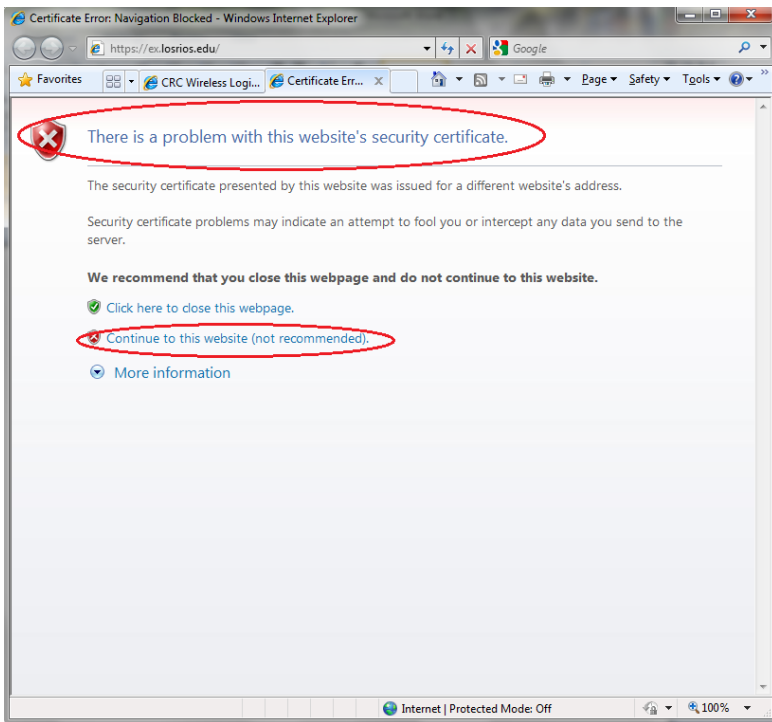 Certificate Error: Navigation Blocked - Windows Internet Explorer
https://ex.losrios.edu/
Google
Favorites
CRC Wireless Logi...
Certificate Err...
X
Page
Safety
Tools
There is a problem with this website's security certificate.
The security certificate presented by this website was issued for a different website's address.
Security certificate problems may indicate an attempt to fool you or intercept any data you send to the
server.
We recommend that you close this webpage and do not continue to this website.
Click here to close this webpage.
Continue to this website (not recommended).
More information
Internet | Protected Mode: Off
100%